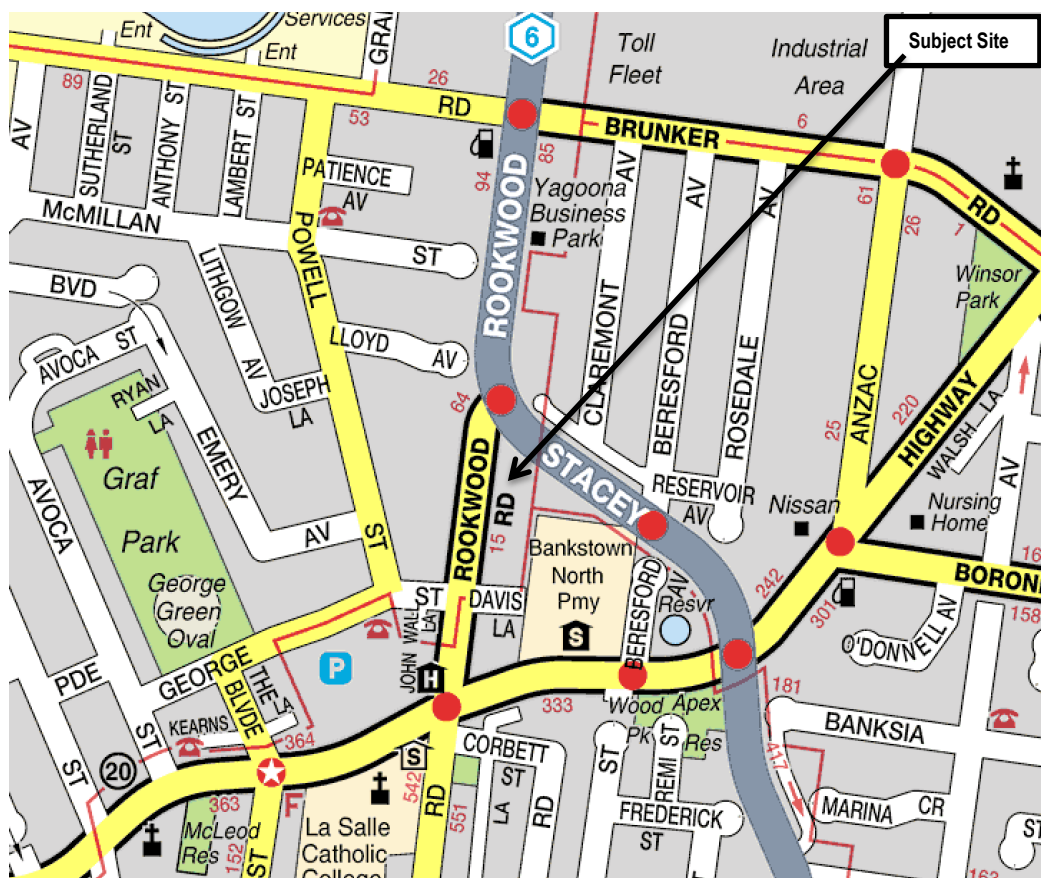 Services
Ent
Ent
GRA
6
Toll
Fleet
Industrial
Area
Subject Site
89
26
53
RD
BRUNKER
6
RD
AV
SUTHERLAND
ST
ANTHONY ST
LAMBERT ST
PATIENCE
AV
94
85
ROOKWOOD
Yagoona
Business
Park
AV
AV
AV
61
26
1
McMILLAN
ST
POWELL
Winsor
Park
BVD
LITHGOW
AV
LLOYD
AV
CLAREMONT
BERESFORD
ROSEDALE
ANZAC
AVOCA ST
RYAN
LA
JOSEPH
LA
64
25
220
HIGHWAY
WALSH LA
AV
Graf
Park
EMERY
AV
AVOCA
ST
ROOKWOOD
RD
15
STACEY
RESERVOIR
AV
Nissan
Nursing
Home
George
Green
Oval
Bankstown
North
Pmy
S
BERESFORD
AV
Resvr
242
301
BORONI
16
158
ST
DAVIS
LA
JOHN WALL
LA
O'DONNELL AV
PDE
GEORGE
ST
BLVDE
THE
LA
P
H
KEARNS
364
333
Wood
Pk
Apex
Res
181
BANKSIA
20
ST
S
CORBETT
ST
LA
RD
ST
REMI ST
417
363
F
McLeod
Res
152
ST
La Salle
Catholic
College
542
RD
551
FREDERICK
ST
MARINA
CR
ST
163